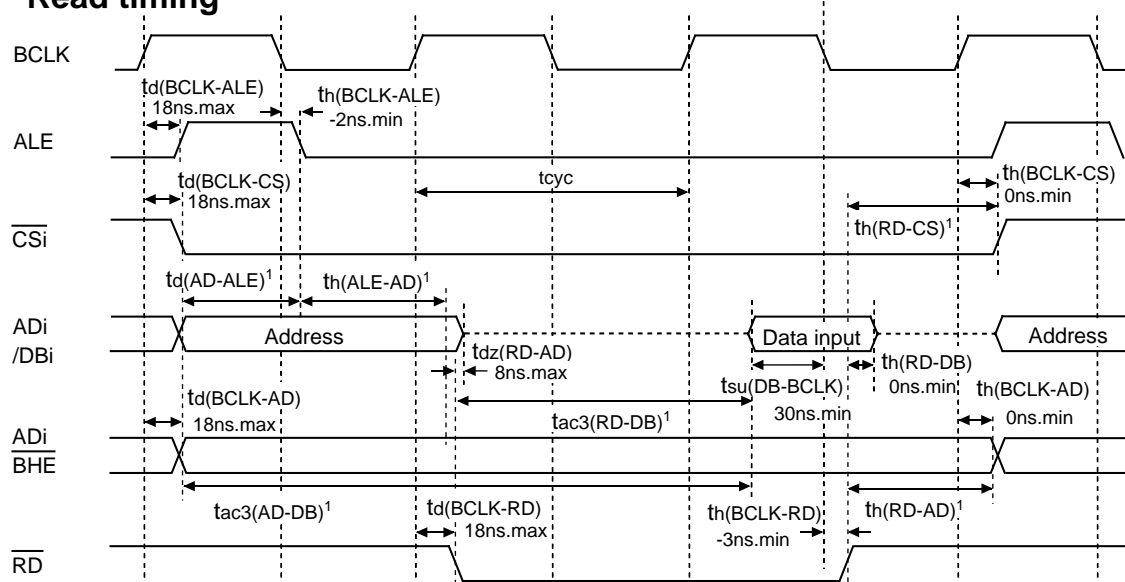 Read timing
BCLK
td(BCLK-ALE)
18ns.max
th(BCLK-ALE)
-2ns.min
ALE
td(BCLK-CS)
18ns.max
tcyc
th(BCLK-CS)
0ns.min
th(RD-CS)1
CSi
td(AD-ALE)1
th(ALE-AD)1
ADi
/DBi
Address
Data input
Address
tdz(RD-AD)
8ns.max
tsu(DB-BCLK)
30ns.min
th(RD-DB)
0ns.min
th(BCLK-AD)
0ns.min
td(BCLK-AD)
18ns.max
tac3(RD-DB)1
ADi
BHE
tac3(AD-DB)1
td(BCLK-RD)
18ns.max
th(BCLK-RD)
-3ns.min
th(RD-AD)1
RD